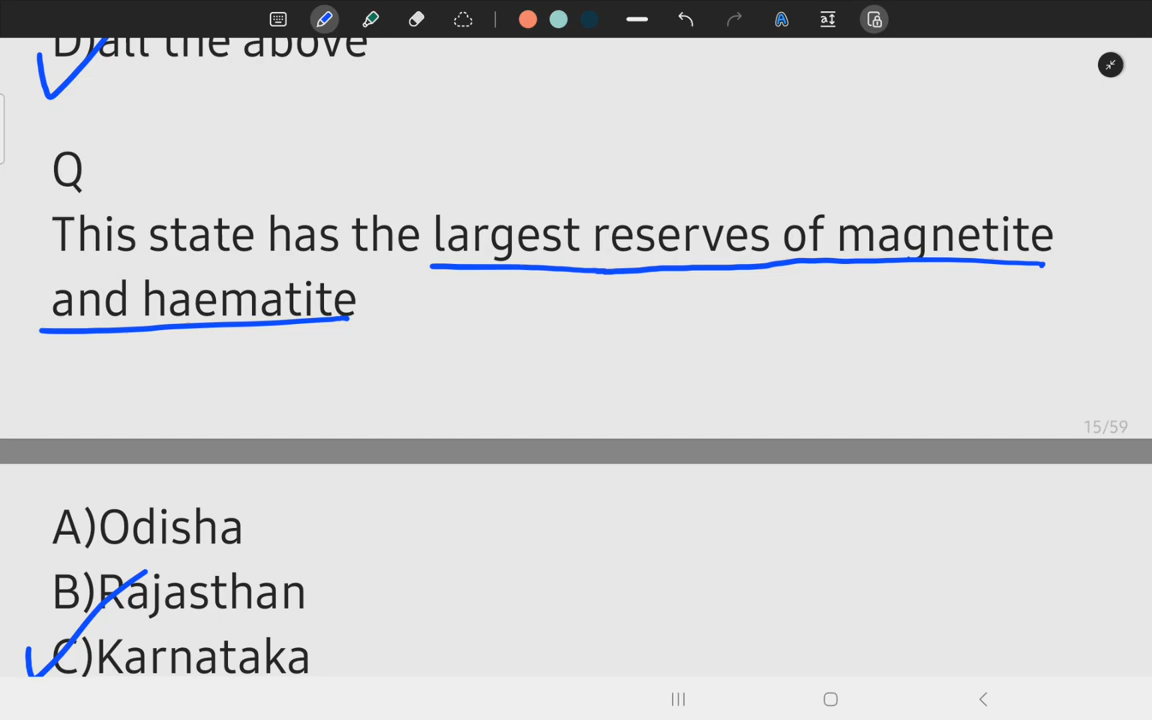 D)all the above
Q
This state has the largest reserves of magnetite
and haematite
15/59
A)Odisha
B)Rajasthan
C)Karnataka